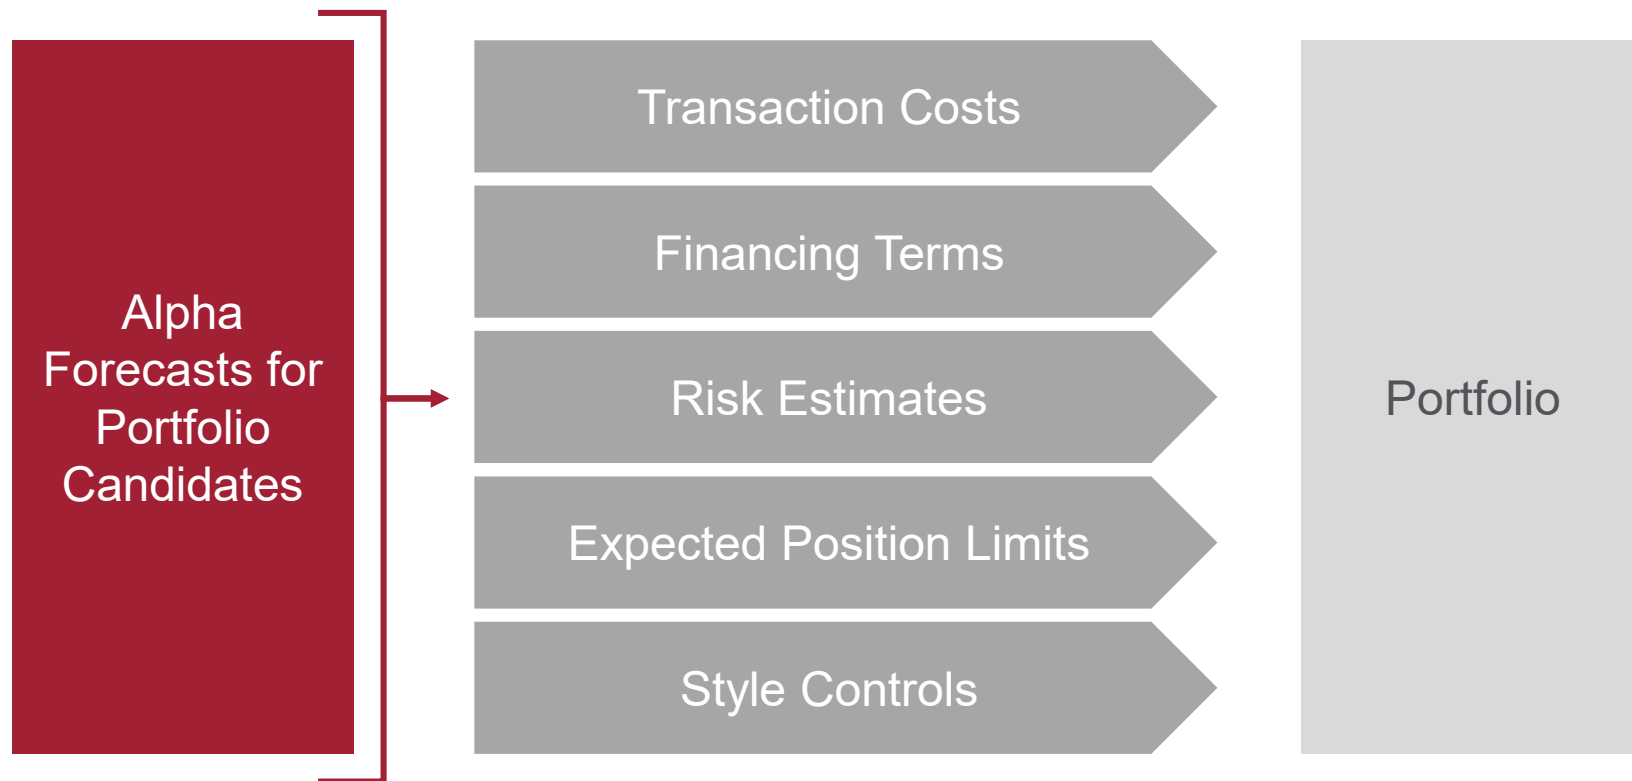 Alpha
Forecasts for
Portfolio
Candidates
Transaction Costs
Financing Terms
Risk Estimates
Expected Position Limits
Style Controls
Portfolio